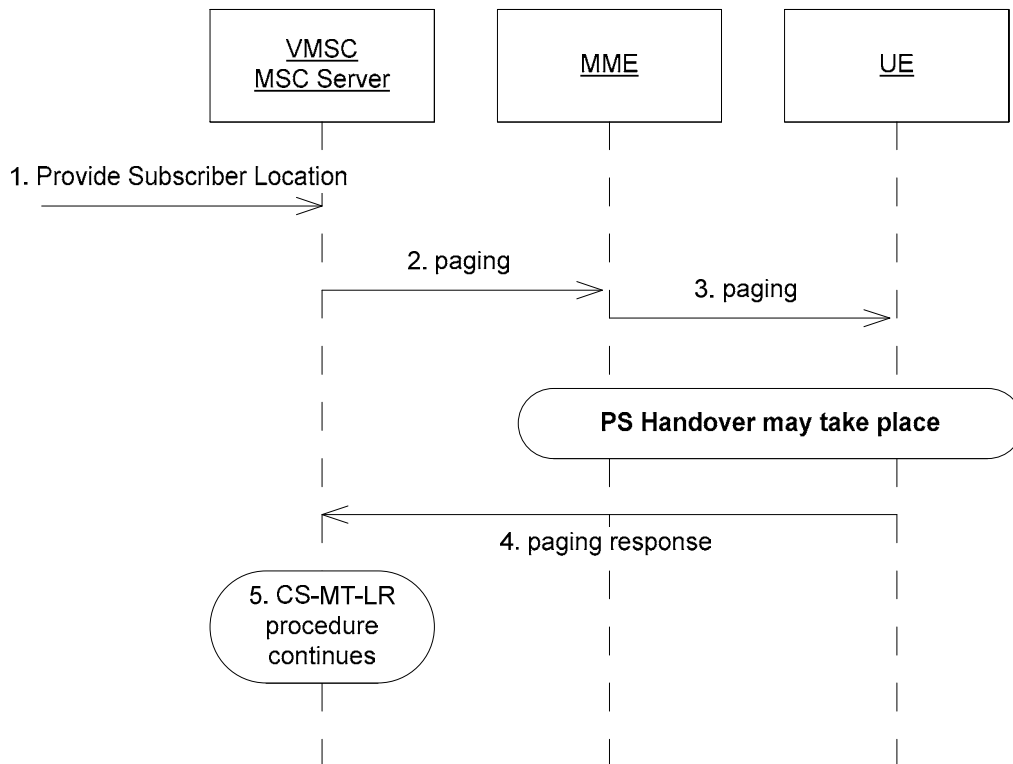 VMSC
MSC Server
MME
UE
1. Provide Subscriber Location
2. paging
3. paging
PS Handover may take place
4. paging response
5. CS-MT-LR
procedure
continues